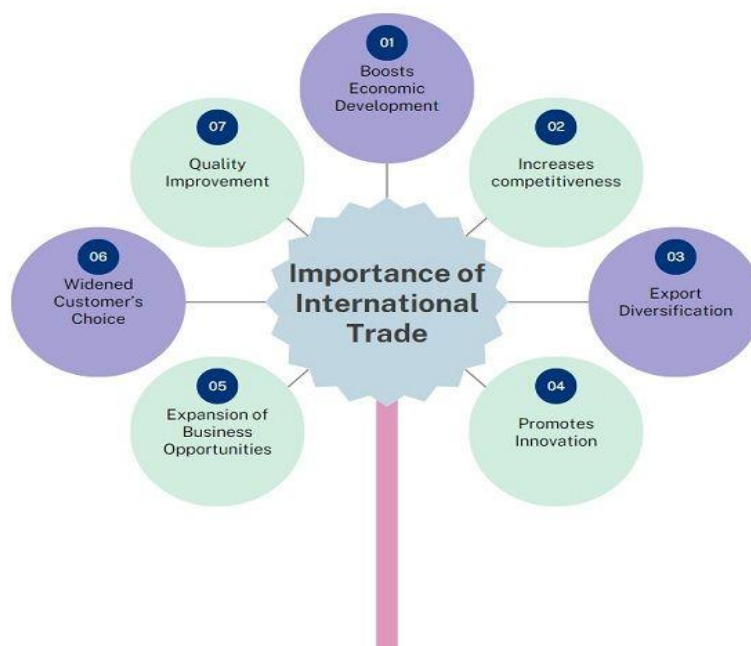 01
Boosts
Economic
Development
02
Increases
competitiveness
03
Export
Diversification
04
Promotes
Innovation
05
Expansion of
Business
Opportunities
06
Widened
Customer's
Choice
07
Quality
Improvement
Importance of
International
Trade